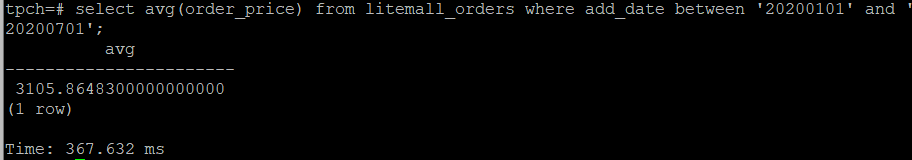 tpch=# select avg(order_price) from litemall_orders where add_date between '20200101' and '
20200701';
avg
-----------------------
3105.8648300000000000
(1 row)
Time: 367.632 ms